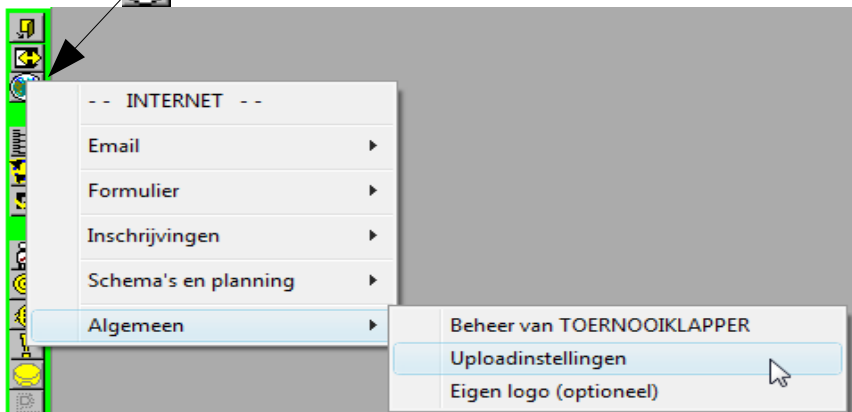 - - INTERNET - -
Email
Formulier
Inschrijvingen
Schema's en planning
Algemeen
Beheer van TOERNOOIKLAPPER
Uploadinstellingen
Eigen logo (optioneel)